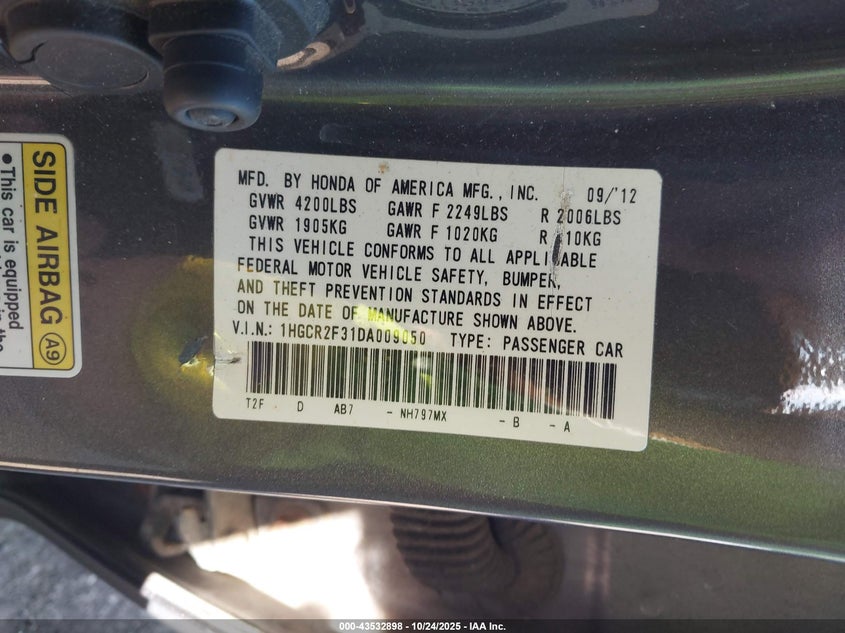 MFD. BY HONDA OF AMERICA MFG., INC. 09/'12
GVWR 4200LBS GAWR F 2249LBS R 2006LBS
GVWR 1905KG GAWR F 1020KG R 10KG
THIS VEHICLE CONFORMS TO ALL APPLICABLE
FEDERAL MOTOR VEHICLE SAFETY, BUMPER,
AND THEFT PREVENTION STANDARDS IN EFFECT
ON THE DATE OF MANUFACTURE SHOWN ABOVE.
V.I.N.: 1HGCR2F31DA009050 TYPE: PASSENGER CAR
T2F D AB7 - NH797MX - B - A
SIDE AIRBAG A9
•This car is equipped
000-43532898 - 10/24/2025 - IAA Inc.